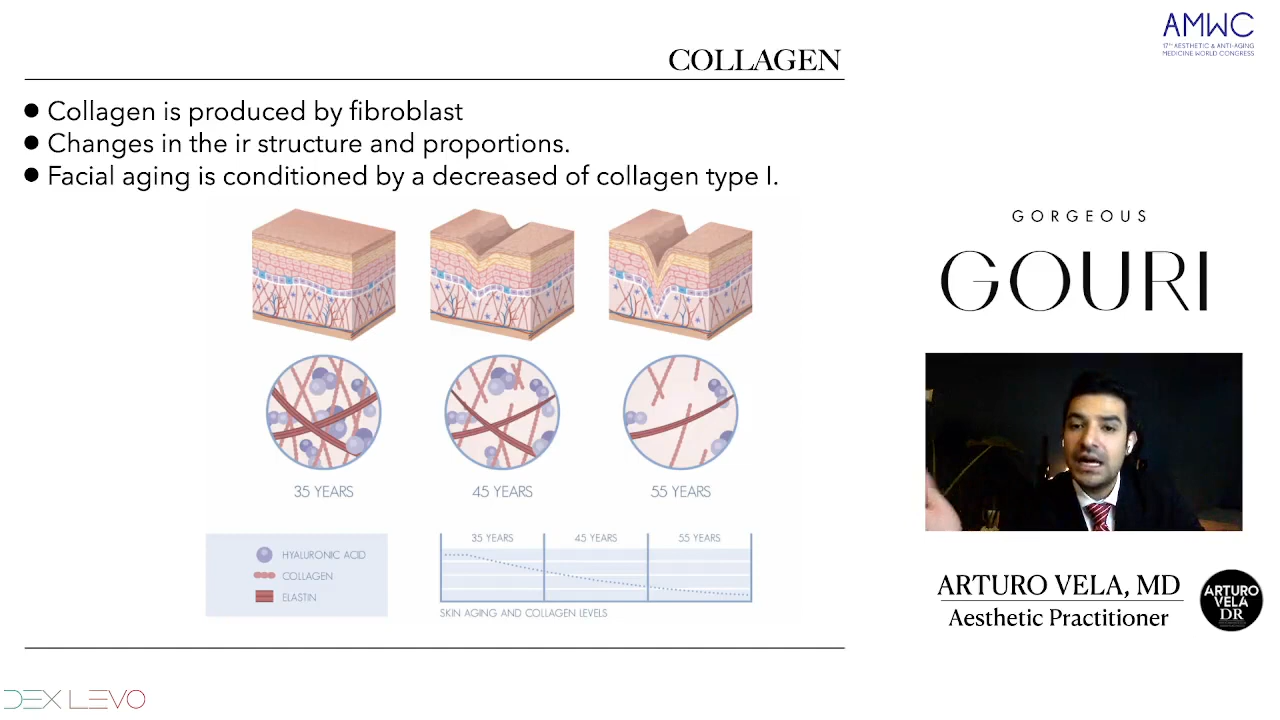 AMWC
17TH AESTHETIC & ANTI-AGING
MEDICINE WORLD CONGRESS
COLLAGEN
● Collagen is produced by fibroblast
● Changes in the ir structure and proportions.
● Facial aging is conditioned by a decreased of collagen type I.
35 YEARS
45 YEARS
55 YEARS
HYALURONIC ACID
COLLAGEN
ELASTIN
35 YEARS
45 YEARS
55 YEARS
SKIN AGING AND COLLAGEN LEVELS
GORGEOUS
GOURI
ARTURO VELA, MD
Aesthetic Practitioner
ARTURO
VELA
DR
DEX LEVO